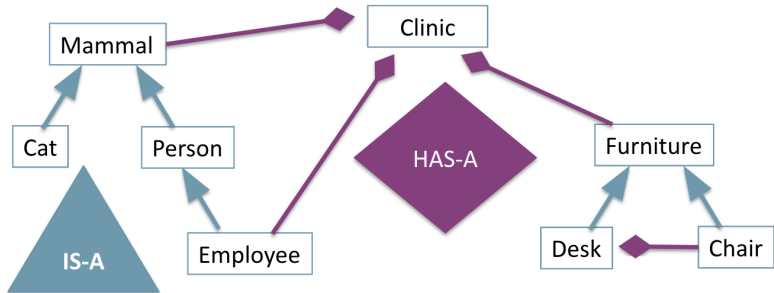 Mammal
Clinic
Cat
Person
HAS-A
Furniture
IS-A
Employee
Desk
Chair